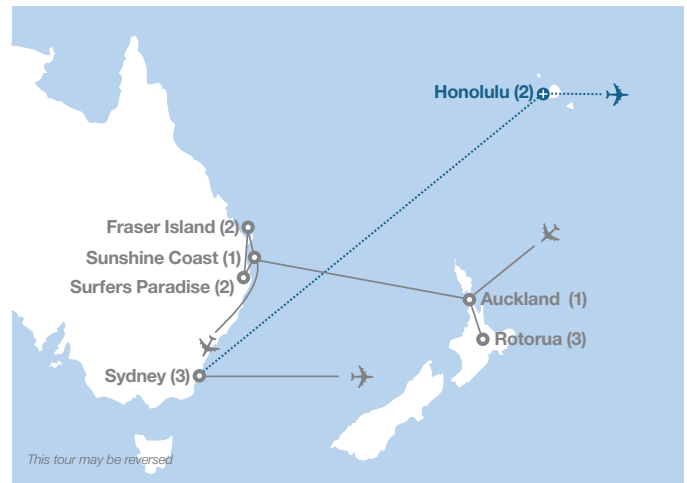 Honolulu (2)
Fraser Island (2)
Sunshine Coast (1)
Surfers Paradise (2)
Auckland (1)
Rotorua (3)
Sydney (3)
This tour may be reversed